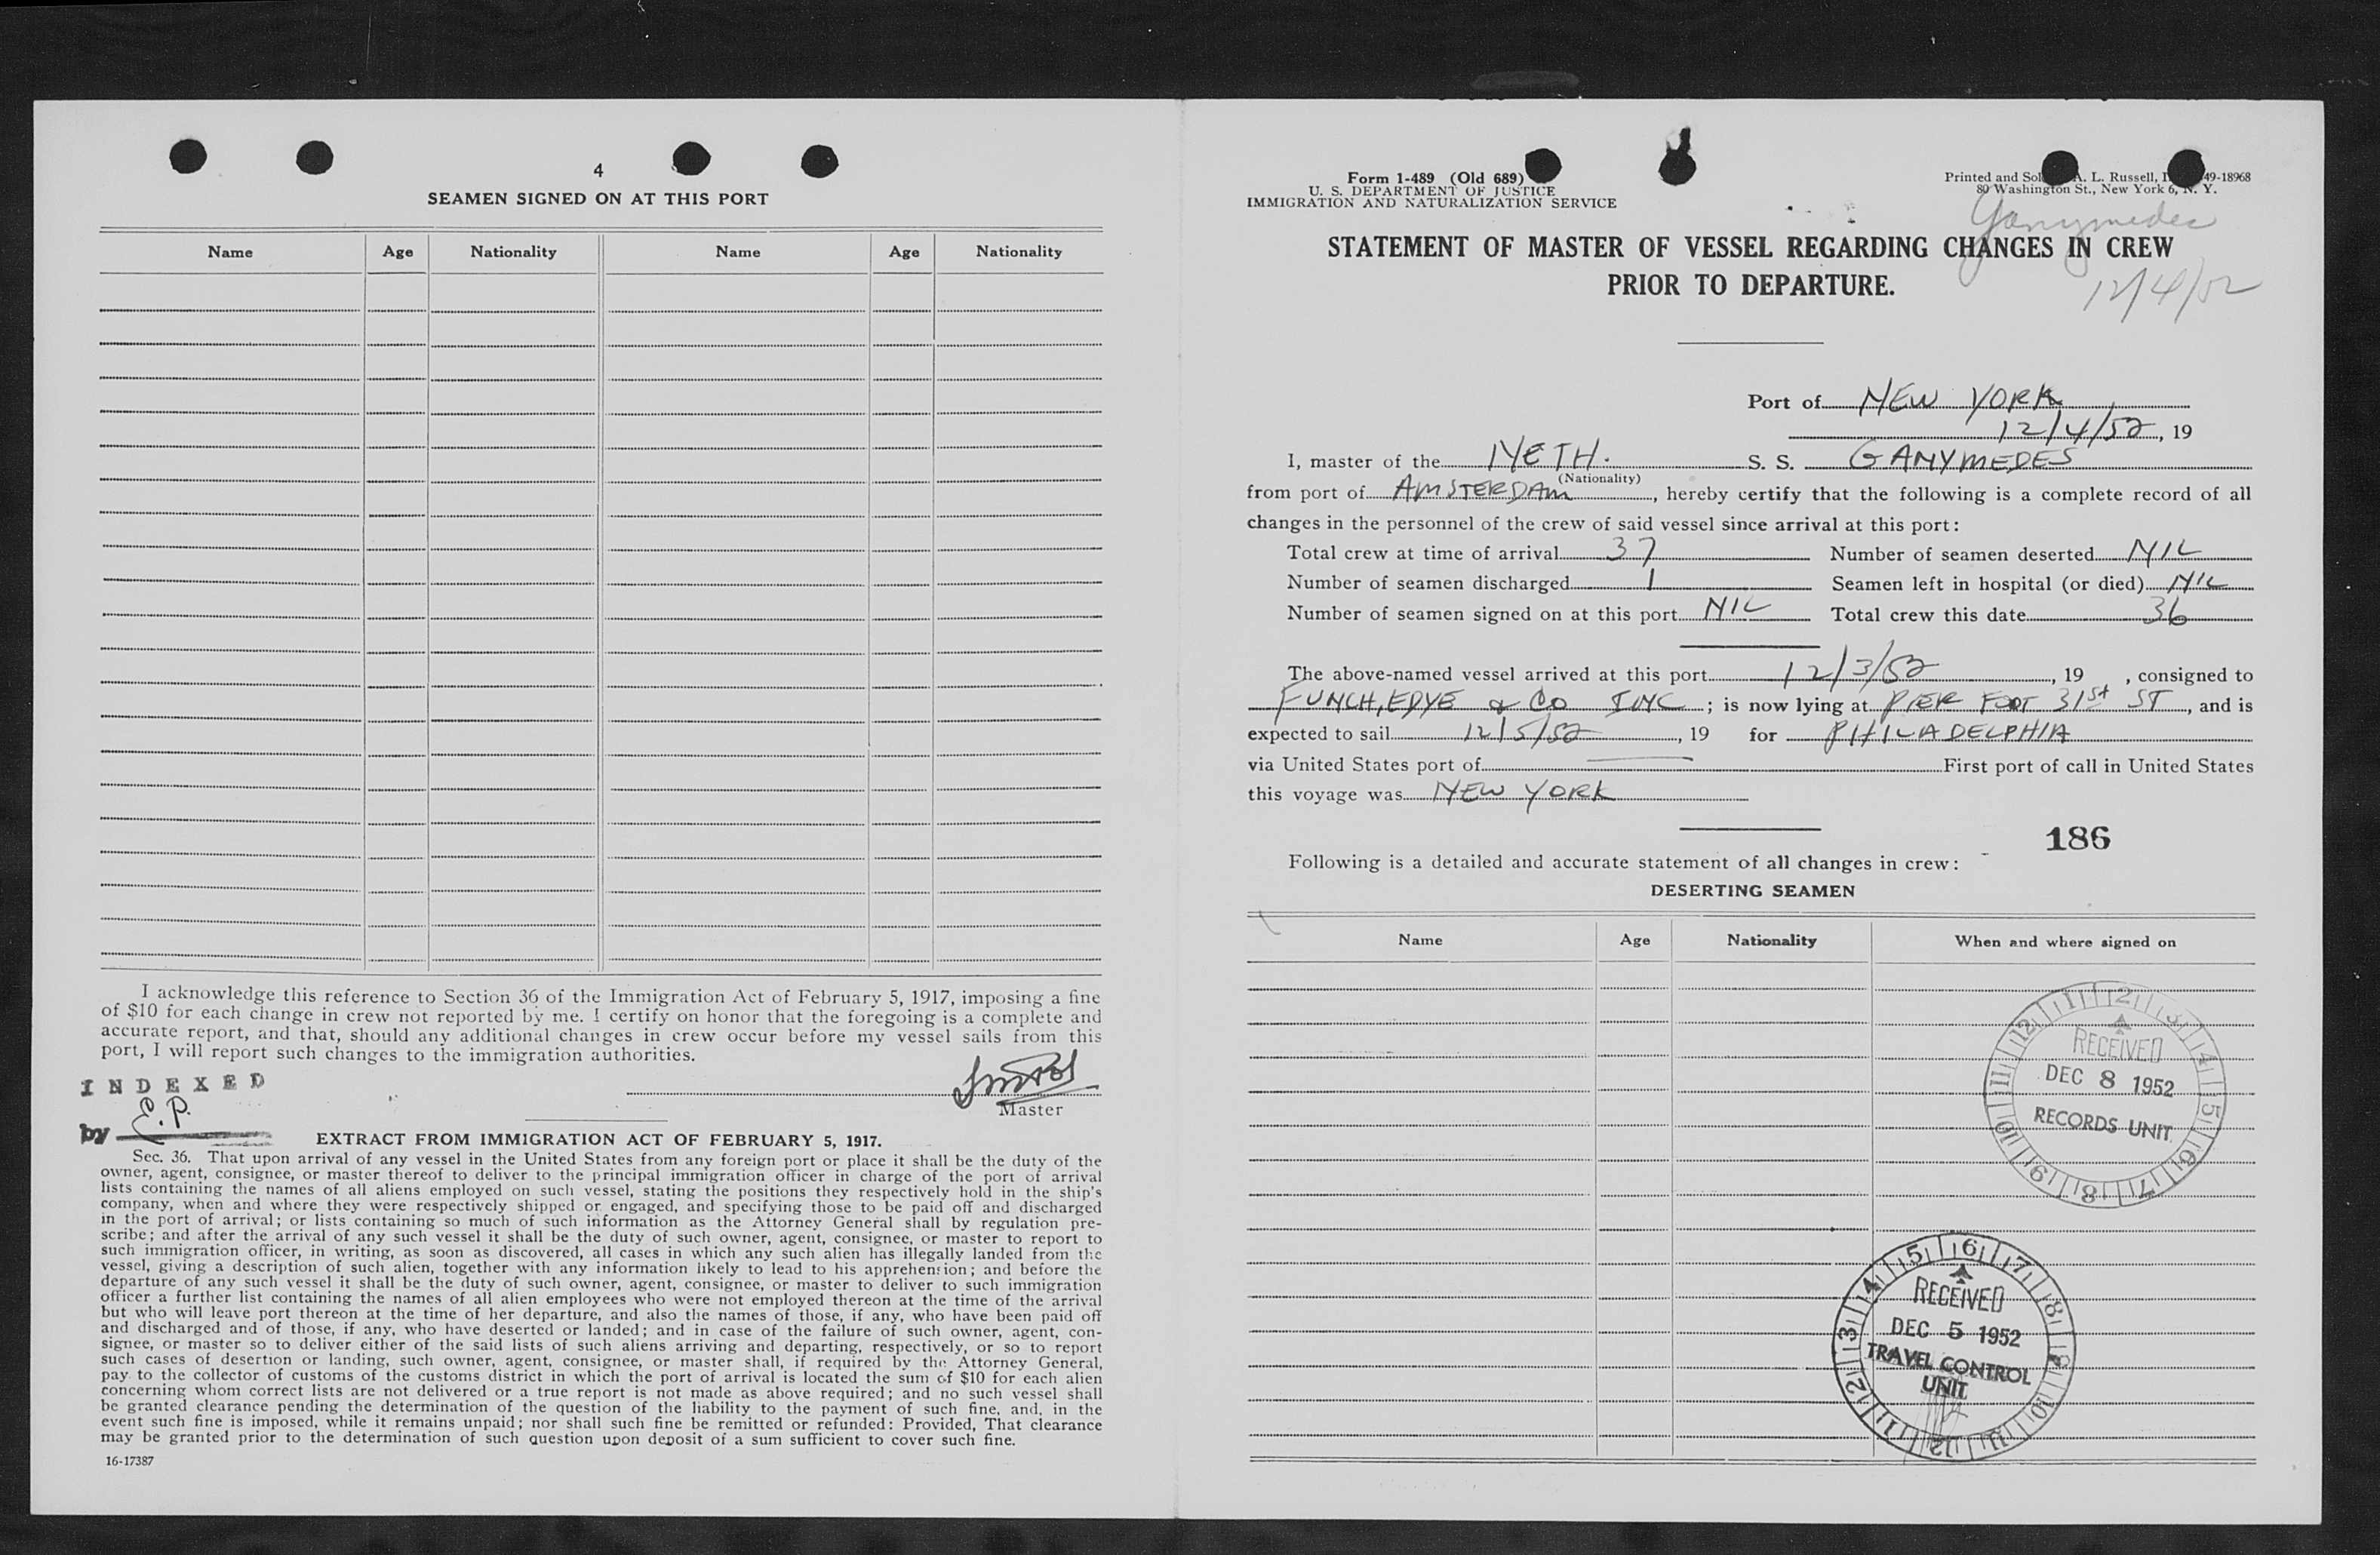 4
SEAMEN SIGNED ON AT THIS PORT
Name Age Nationality Name Age Nationality
I acknowledge this reference to Section 36 of the Immigration Act of February 5, 1917, imposing a fine
of $10 for each change in crew not reported by me. I certify on honor that the foregoing is a complete and
accurate report, and that, should any additional changes in crew occur before my vessel sails from this
port, I will report such changes to the immigration authorities.
INDEXED
by E.P.
Master
EXTRACT FROM IMMIGRATION ACT OF FEBRUARY 5, 1917.
Sec. 36. That upon arrival of any vessel in the United States from any foreign port or place it shall be the duty of the
owner, agent, consignee, or master thereof to deliver to the principal immigration officer in charge of the port of arrival
lists containing the names of all aliens employed on such vessel, stating the positions they respectively hold in the ship's
company, when and where they were respectively shipped or engaged, and specifying those to be paid off and discharged
in the port of arrival; or lists containing so much of such information as the Attorney General shall by regulation pre-
scribe; and after the arrival of any such vessel it shall be the duty of such owner, agent, consignee, or master to report to
such immigration officer, in writing, as soon as discovered, all cases in which any such alien has illegally landed from the
vessel, giving a description of such alien, together with any information likely to lead to his apprehension; and before the
departure of any such vessel it shall be the duty of such owner, agent, consignee, or master to deliver to such immigration
officer a further list containing the names of all alien employees who were not employed thereon at the time of the arrival
but who will leave port thereon at the time of her departure, and also the names of those, if any, who have been paid off
and discharged and of those, if any, who have deserted or landed; and in case of the failure of such owner, agent, con-
signee, or master so to deliver either of the said lists of such aliens arriving and departing, respectively, or so to report
such cases of desertion or landing, such owner, agent, consignee, or master shall, if required by the Attorney General,
pay to the collector of customs of the customs district in which the port of arrival is located the sum of $10 for each alien
concerning whom correct lists are not delivered or a true report is not made as above required; and no such vessel shall
be granted clearance pending the determination of the question of the liability to the payment of such fine, and, in the
event such fine is imposed, while it remains unpaid; nor shall such fine be remitted or refunded: Provided, That clearance
may be granted prior to the determination of such question upon deposit of a sum sufficient to cover such fine.
16-17387
Form 1-489 (Old 689)
U. S. DEPARTMENT OF JUSTICE
IMMIGRATION AND NATURALIZATION SERVICE
Printed and L. Russell, 49-18968
80 Washington St., New York 6, N. Y.
Ganymedes
STATEMENT OF MASTER OF VESSEL REGARDING CHANGES IN CREW
PRIOR TO DEPARTURE.
12/4/52
Port of NEW YORK
12/4/52, 19
I, master of the NETH. S. S. GANYMEDES
(Nationality)
from port of AMSTERDAM, hereby certify that the following is a complete record of all
changes in the personnel of the crew of said vessel since arrival at this port:
Total crew at time of arrival 37 Number of seamen deserted NIL
Number of seamen discharged 1 Seamen left in hospital (or died) NIL
Number of seamen signed on at this port NIL Total crew this date 36
The above-named vessel arrived at this port 12/3/52, 19 , consigned to
FUNCH, EDYE & CO INC; is now lying at PIER FOOT 31st ST, and is
expected to sail 12/5/52, 19 for PHILADELPHIA
via United States port of First port of call in United States
this voyage was NEW YORK
186
Following is a detailed and accurate statement of all changes in crew:
DESERTING SEAMEN
Name Age Nationality When and where signed on
1 2 3 4 5 6 7 8 9 10 11 12
RECEIVED
DEC 8 1952
RECORDS UNIT
5 6 7 8 9 10 11 12 1 2 3 4
RECEIVED
DEC 5 1952
TRAVEL CONTROL
UNIT